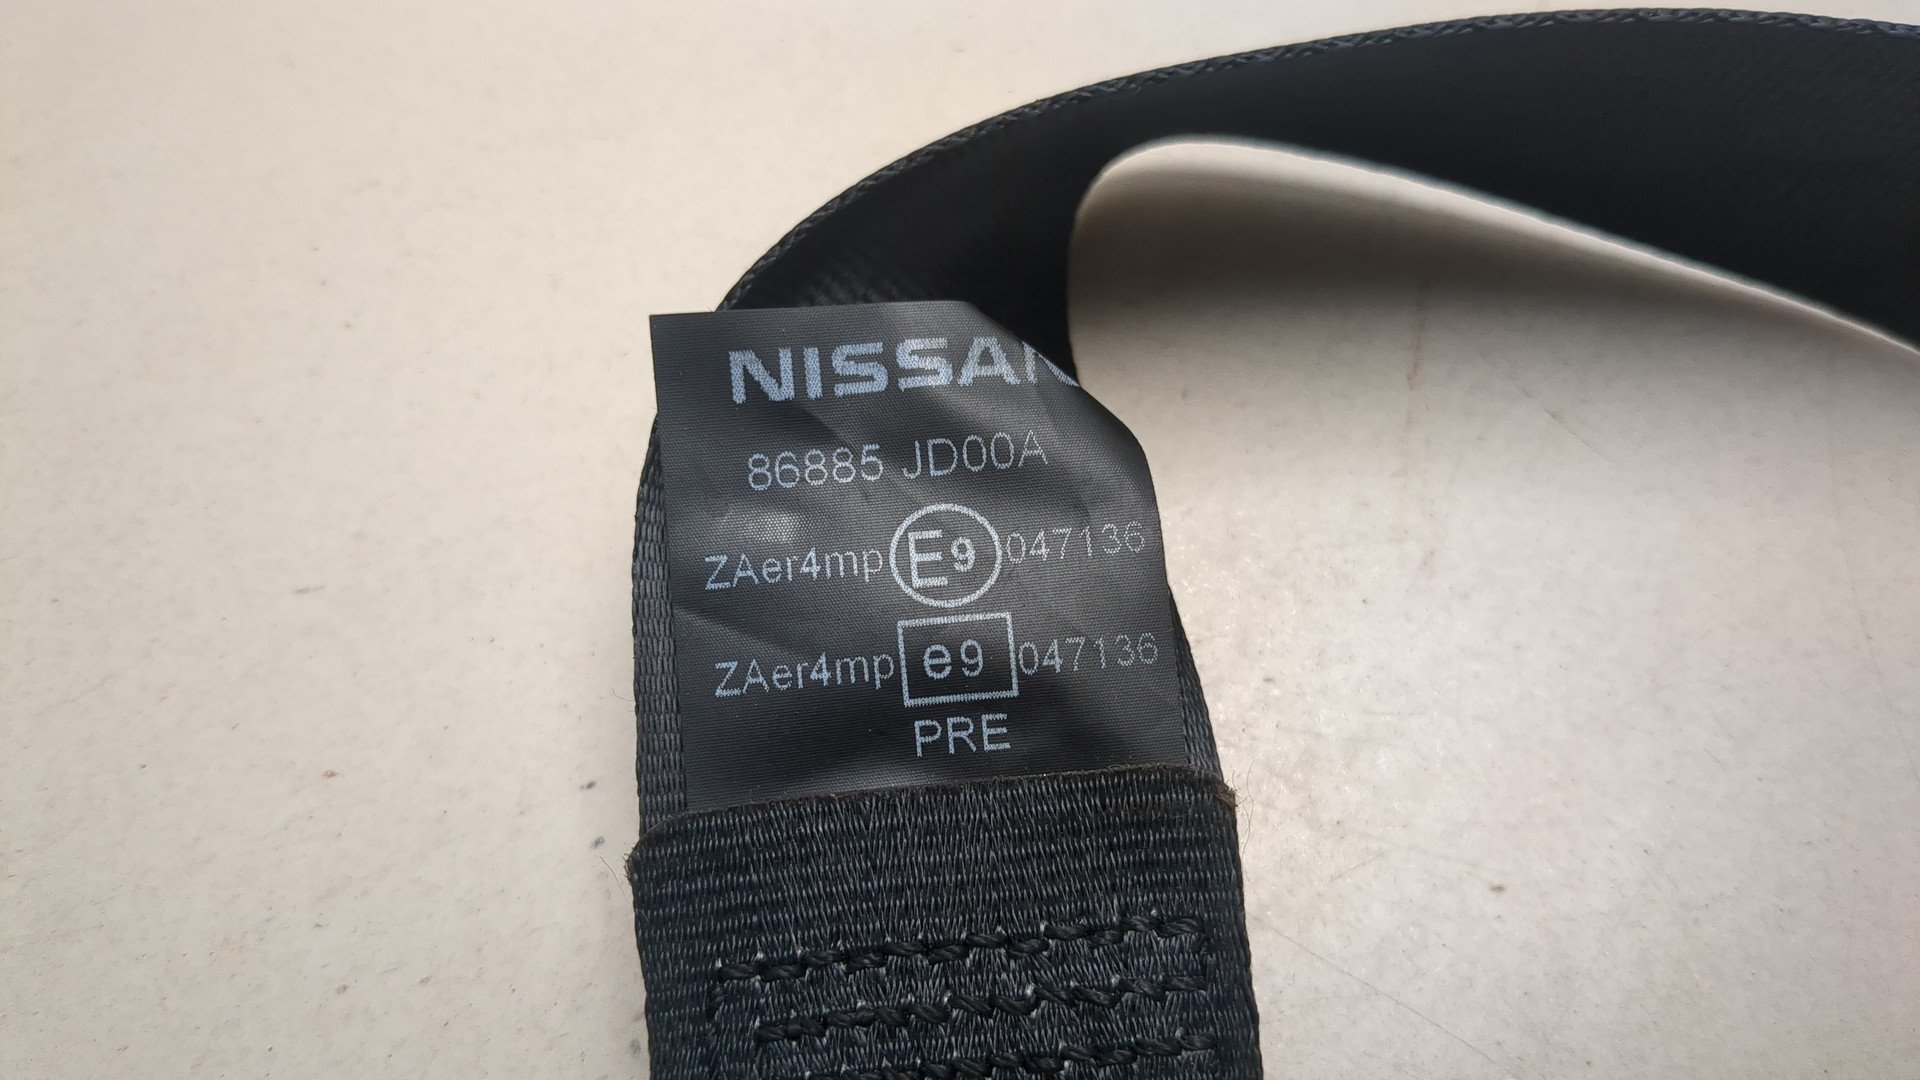 NISSAN
86885 JD00A
ZAer4mp E9 047136
ZAer4mp e9 047136
PRE